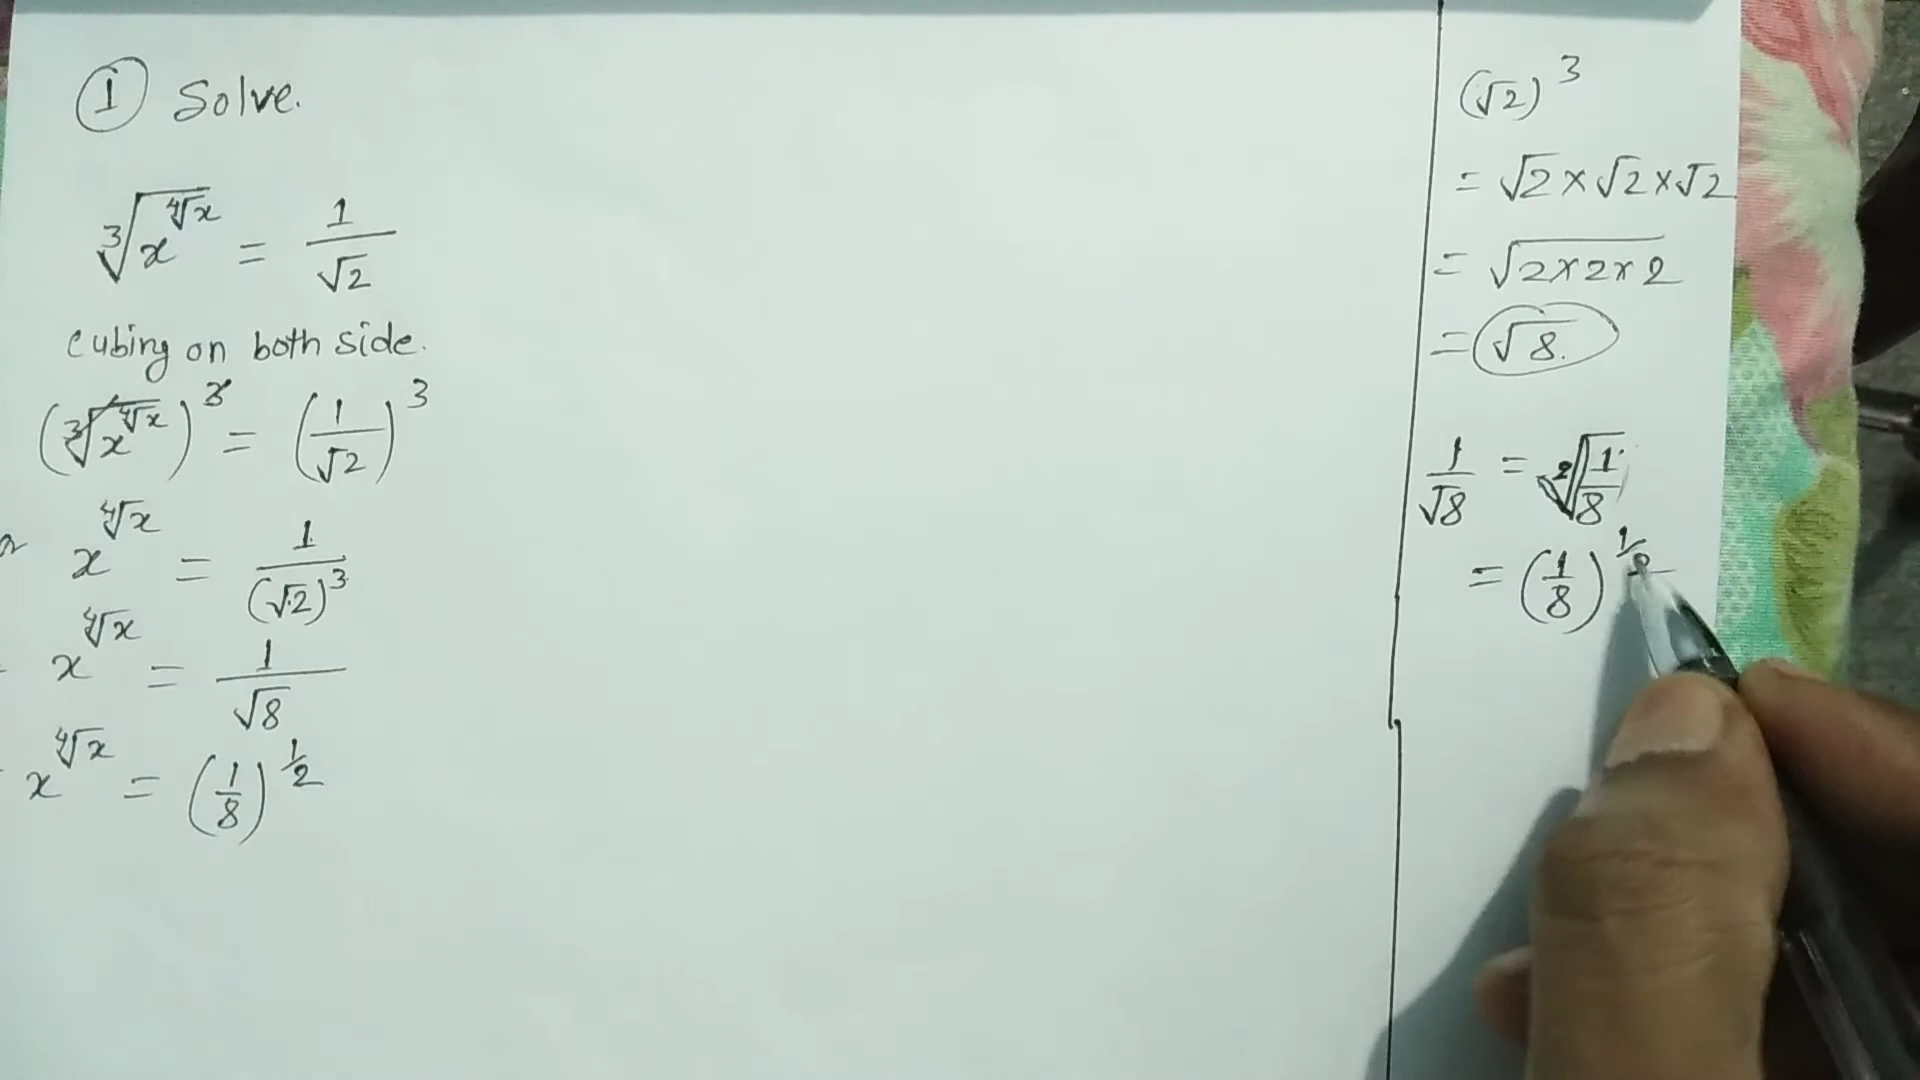 ① Solve.
∛(x^(∜x)) = 1/√2
cubing on both side.
(∛(x^(∜x)))^3 = (1/√2)^3
x^(∜x) = 1/(√2)^3
x^(∜x) = 1/√8
x^(∜x) = (1/8)^(1/2)
(√2)^3
= √2 × √2 × √2
= √(2×2×2)
= √8.
1/√8 = ²√(1/8)
= (1/8)^(1/2)